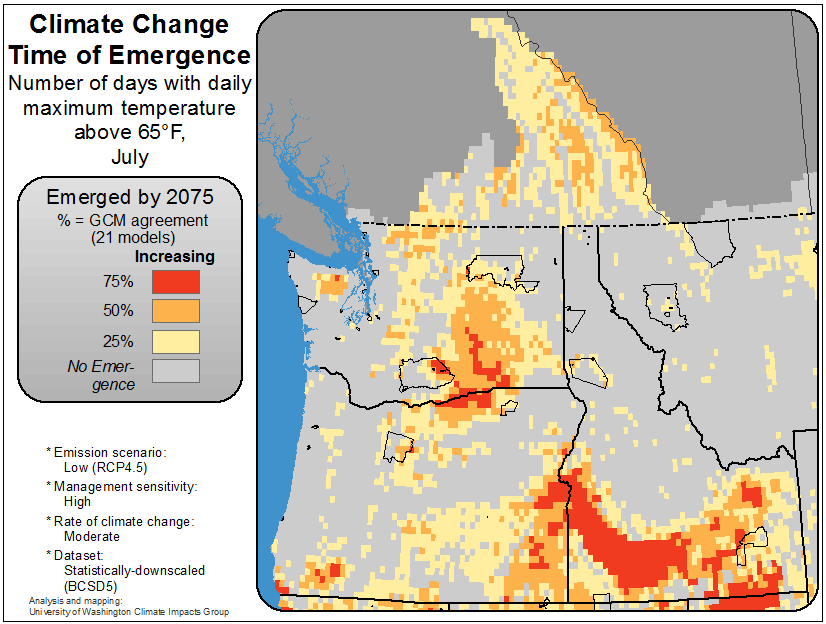 Climate Change
Time of Emergence
Number of days with daily
maximum temperature
above 65°F,
July
Emerged by 2075
% = GCM agreement
(21 models)
Increasing
75%
50%
25%
No Emer-
gence
* Emission scenario:
Low (RCP4.5)
* Management sensitivity:
High
* Rate of climate change:
Moderate
* Dataset:
Statistically-downscaled
(BCSD5)
Analysis and mapping:
University of Washington Climate Impacts Group